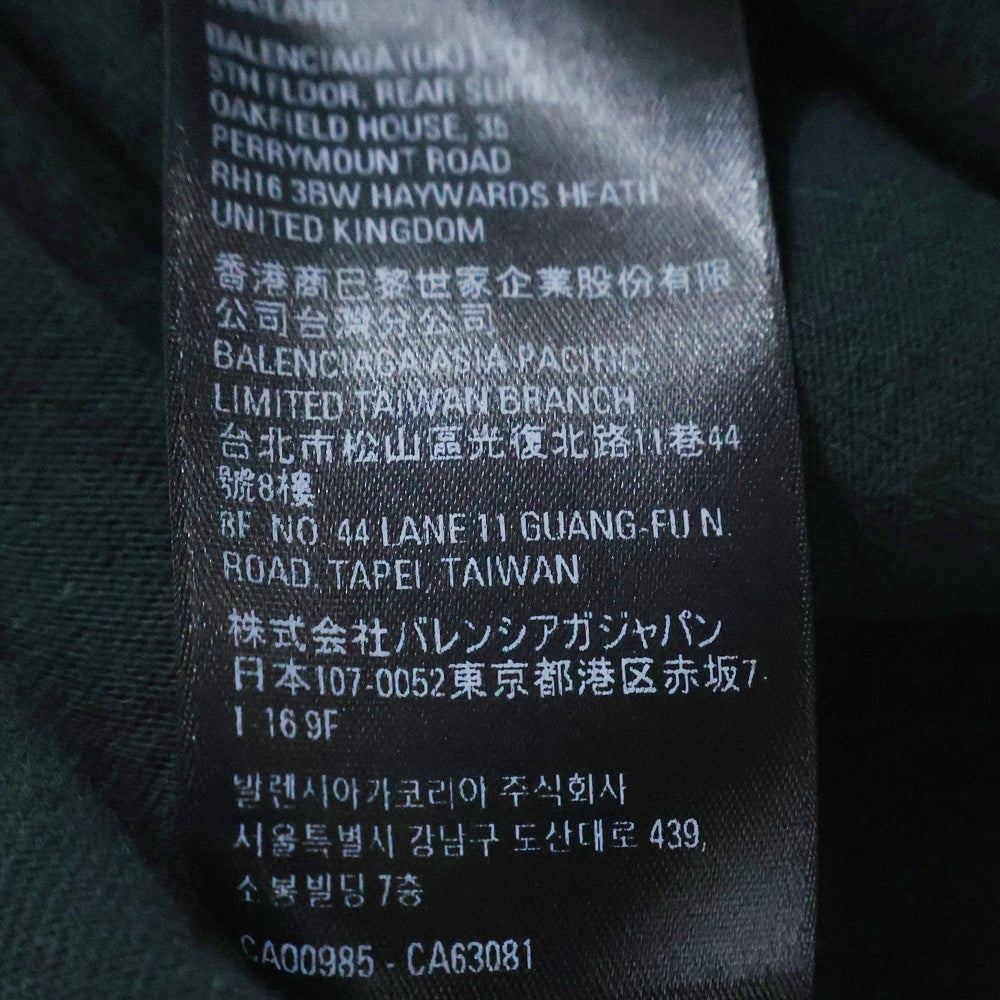 THAILAND
BALENCIAGA (UK) LTD
5TH FLOOR, REAR SUITE
OAKFIELD HOUSE, 35
PERRYMOUNT ROAD
RH16 3BW HAYWARDS HEATH
UNITED KINGDOM
香港商巴黎世家企業股份有限
公司台灣分公司
BALENCIAGA ASIA PACIFIC
LIMITED TAIWAN BRANCH
台北市松山區光復北路11巷44
號8樓
8F. NO. 44 LANE 11 GUANG-FU N.
ROAD, TAPEI, TAIWAN
株式会社バレンシアガジャパン
日本107-0052東京都港区赤坂7-
1-16 9F
발렌시아가코리아 주식회사
서울특별시 강남구 도산대로 439,
소봉빌딩 7층
CA00985 - CA63081